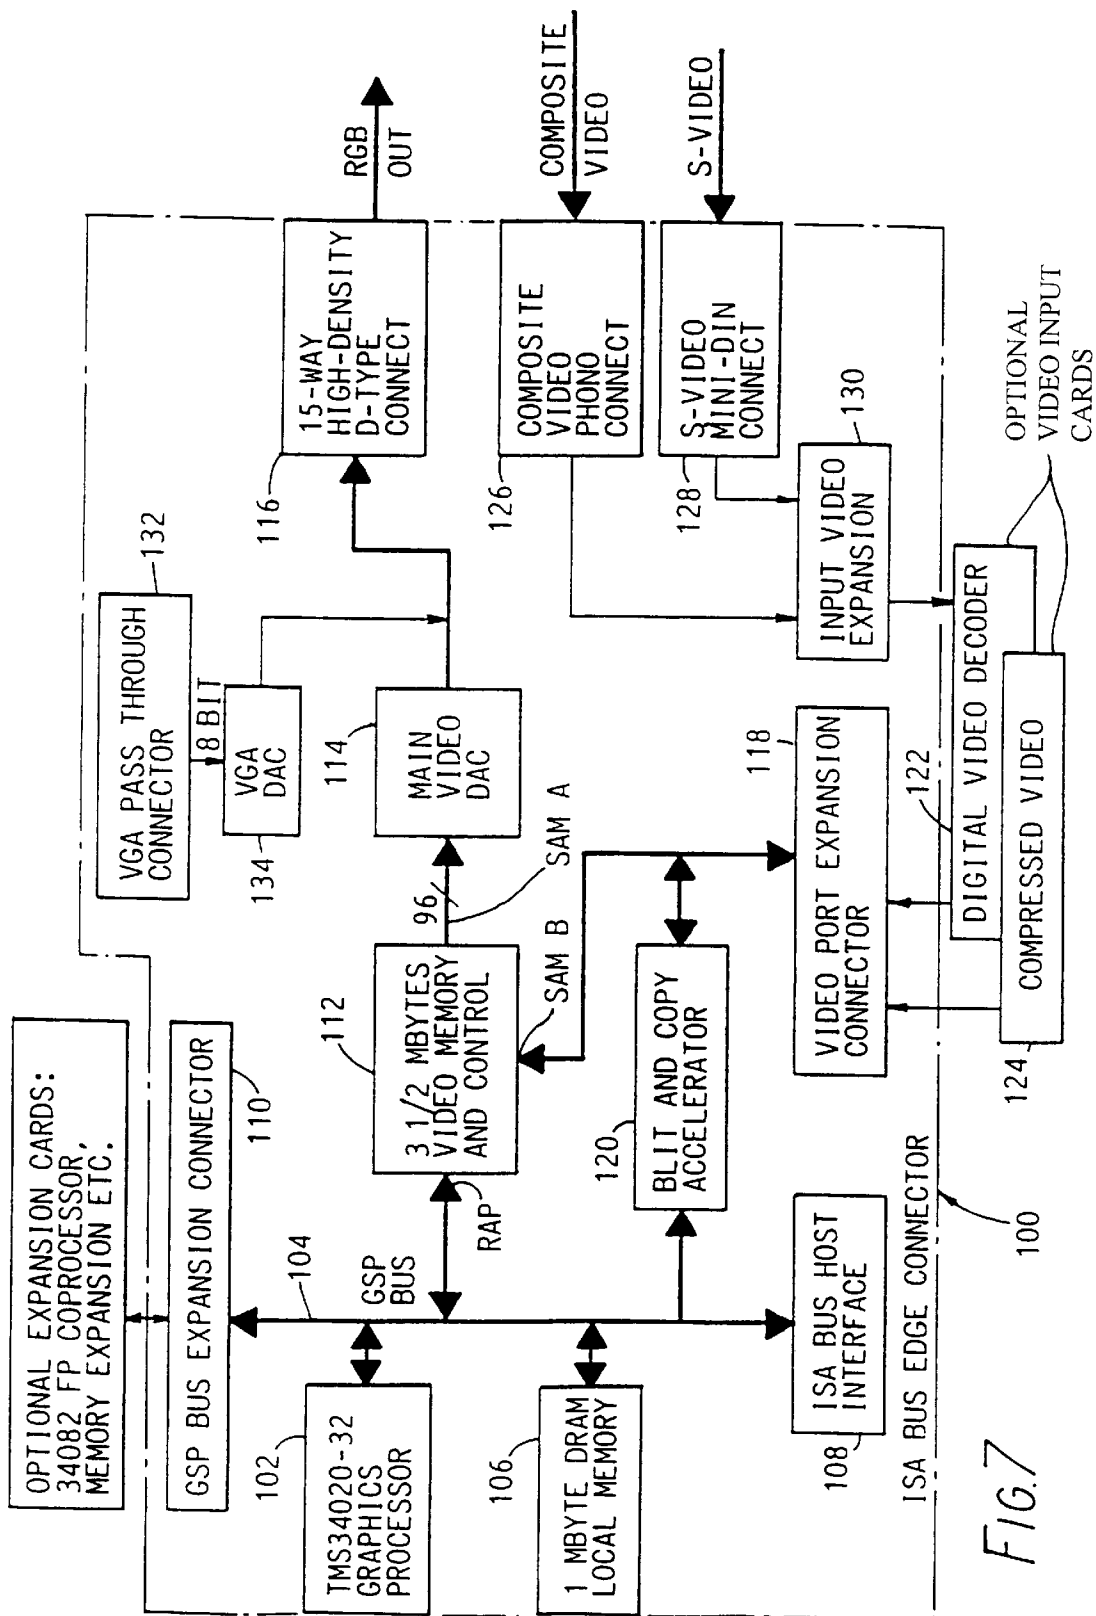 OPTIONAL EXPANSION CARDS:
34082 FP COPROCESSOR,
MEMORY EXPANSION ETC.
GSP BUS EXPANSION CONNECTOR
110
VGA PASS THROUGH
CONNECTOR
132
18 BIT
VGA
DAC
134
102
TMS34020-32
GRAPHICS
PROCESSOR
104
GSP
BUS
RAP
112
3 1/2 MBYTES
VIDEO MEMORY
AND CONTROL
96
SAM A
SAM B
114
MAIN
VIDEO
DAC
116
15-WAY
HIGH-DENSITY
D-TYPE
CONNECT
RGB
OUT
106
1 MBYTE DRAM
LOCAL MEMORY
120
BLIT AND COPY
ACCELERATOR
126
COMPOSITE
VIDEO
PHONO
CONNECT
COMPOSITE
VIDEO
128
S-VIDEO
MINI-DIN
CONNECT
S-VIDEO
108
ISA BUS HOST
INTERFACE
118
VIDEO PORT EXPANSION
CONNECTOR
130
INPUT VIDEO
EXPANSION
ISA BUS EDGE CONNECTOR
100
122
DIGITAL VIDEO DECODER
124
COMPRESSED VIDEO
OPTIONAL
VIDEO INPUT
CARDS
FIG.7